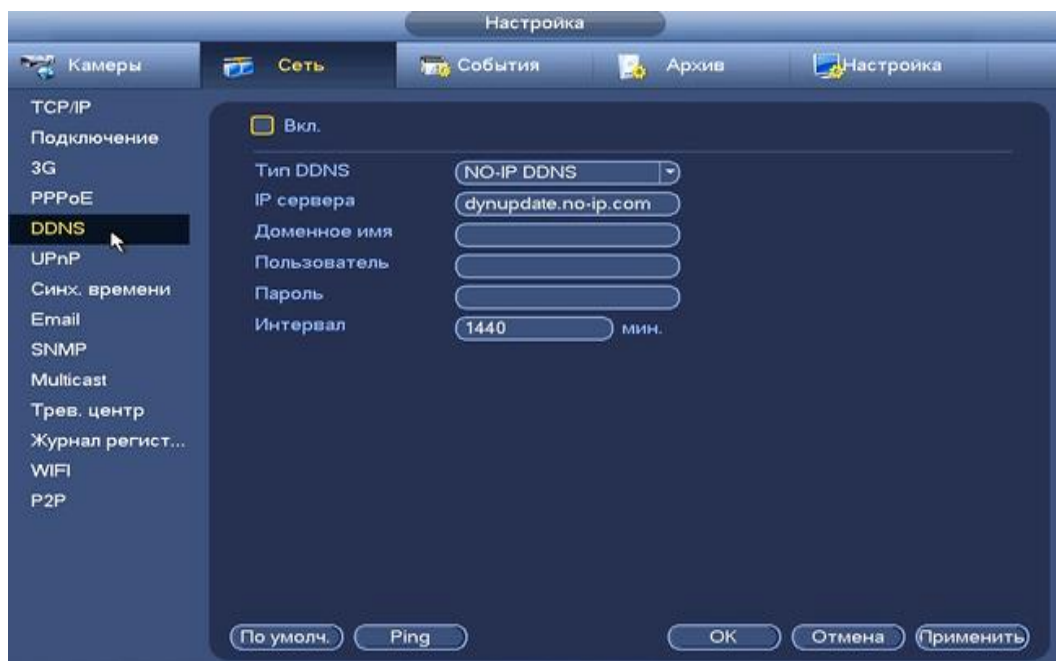 Настройка
Камеры
Сеть
События
Архив
Настройка
TCP/IP
Подключение
3G
PPPoE
DDNS
UPnP
Синх. времени
Email
SNMP
Multicast
Трев. центр
Журнал регист...
WIFI
P2P
Вкл.
Тип DDNS NO-IP DDNS
IP сервера dynupdate.no-ip.com
Доменное имя
Пользователь
Пароль
Интервал 1440 мин.
По умолч. Ping OK Отмена Применить